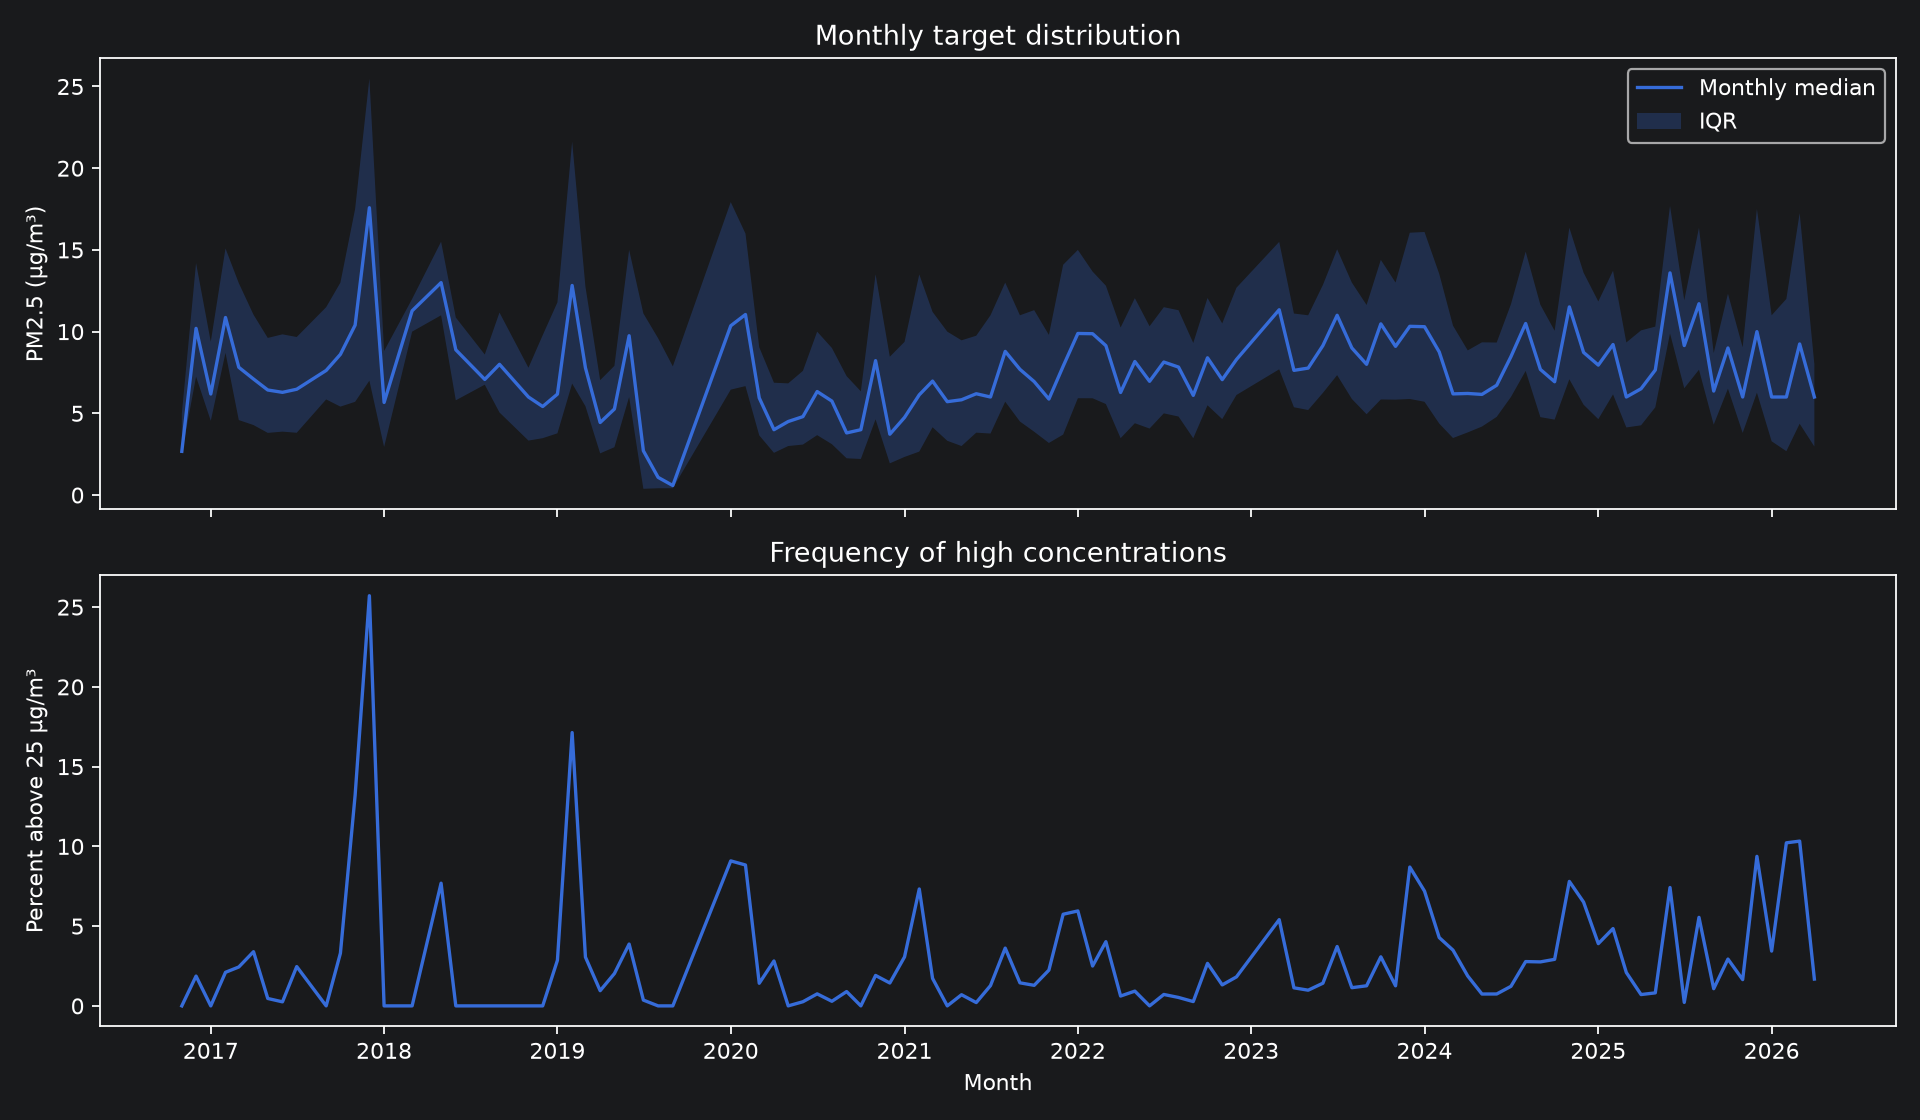 Monthly target distribution
25
20
15
10
5
0
PM2.5 (µg/m³)
Monthly median
IQR
Frequency of high concentrations
25
20
15
10
5
0
Percent above 25 µg/m³
2017 2018 2019 2020 2021 2022 2023 2024 2025 2026
Month